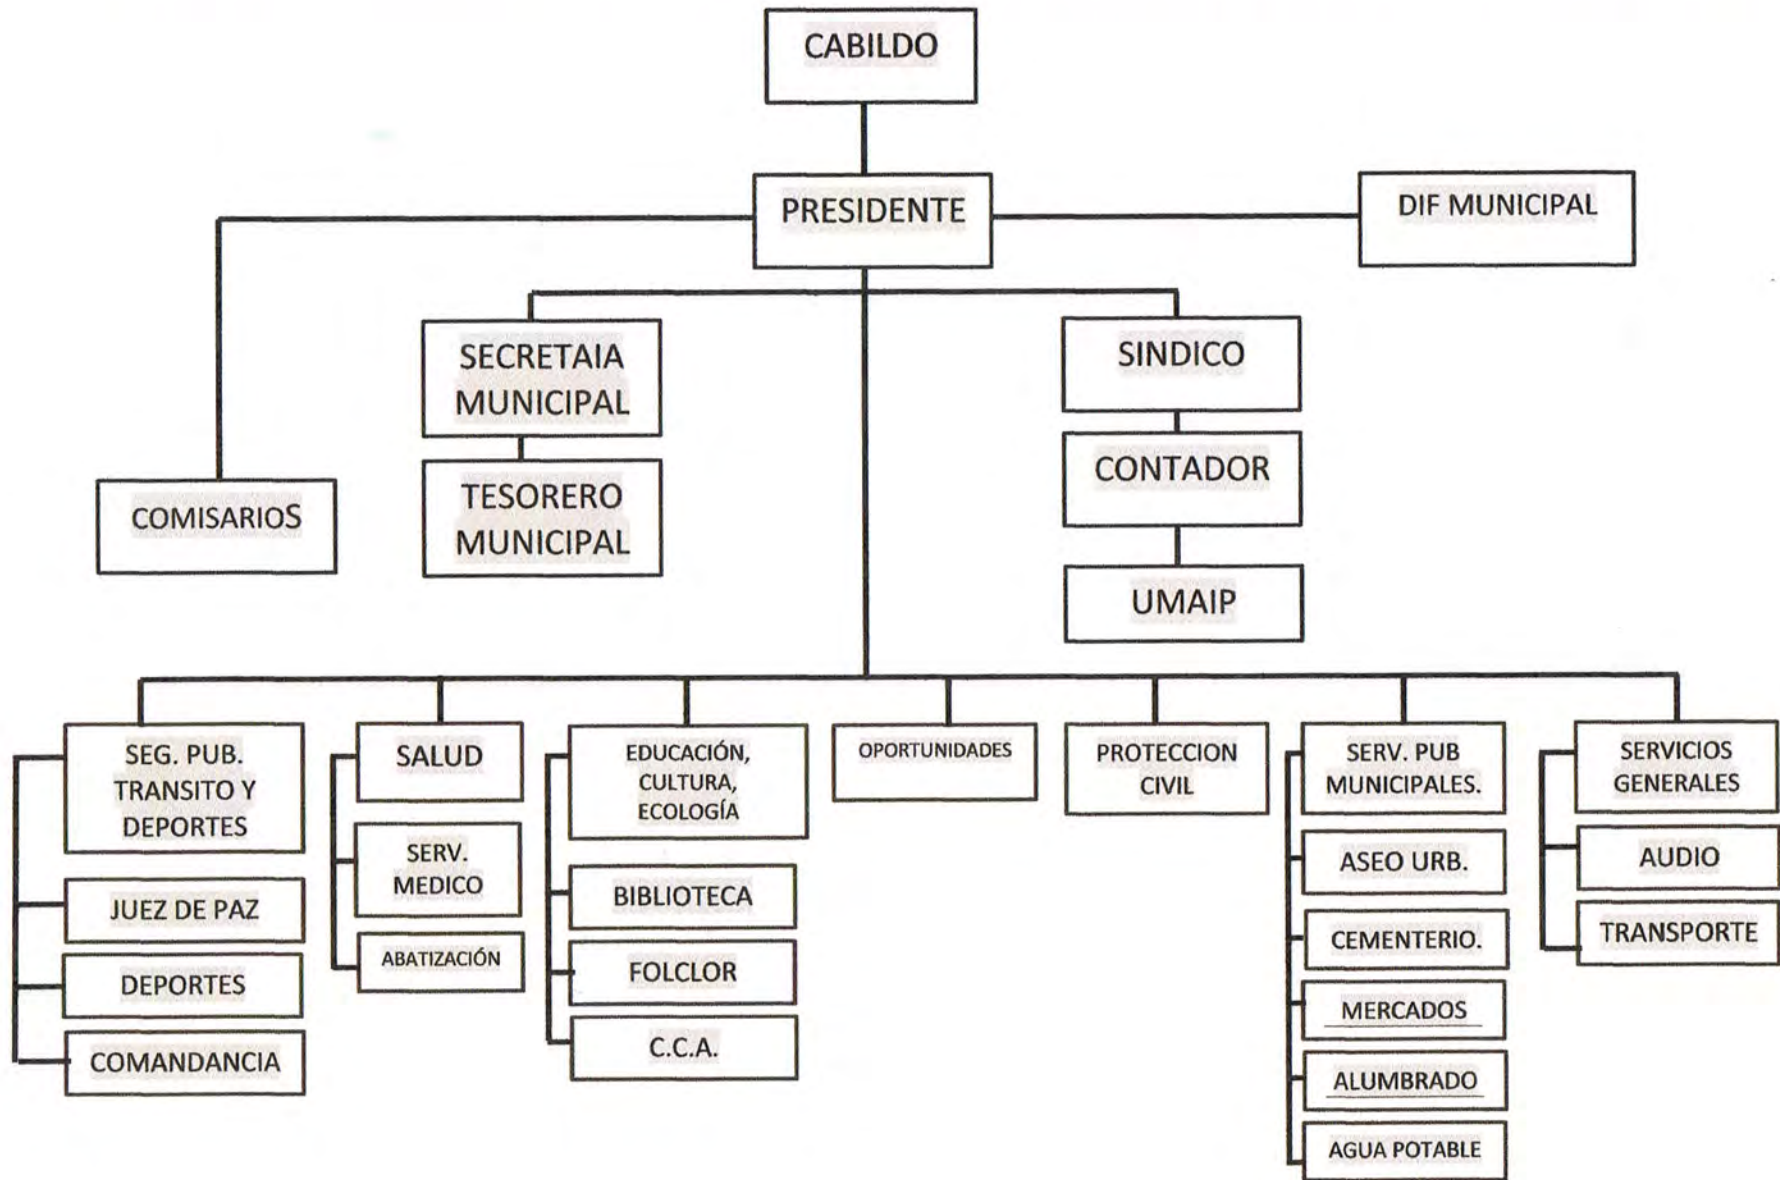 CABILDO
PRESIDENTE
DIF MUNICIPAL
SECRETAIA
MUNICIPAL
SINDICO
CONTADOR
TESORERO
MUNICIPAL
COMISARIOS
UMAIP
SEG. PUB.
TRANSITO Y
DEPORTES
JUEZ DE PAZ
DEPORTES
COMANDANCIA
SALUD
SERV.
MEDICO
ABATIZACIÓN
EDUCACIÓN,
CULTURA,
ECOLOGÍA
BIBLIOTECA
FOLCLOR
C.C.A.
OPORTUNIDADES
PROTECCION
CIVIL
SERV. PUB
MUNICIPALES.
ASEO URB.
CEMENTERIO.
MERCADOS
ALUMBRADO
AGUA POTABLE
SERVICIOS
GENERALES
AUDIO
TRANSPORTE